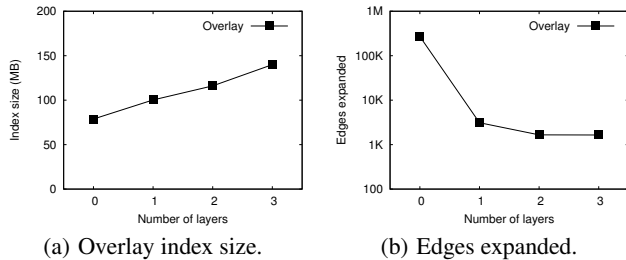 200
150
100
50
0
Index size (MB)
Overlay
0 1 2 3
Number of layers
(a) Overlay index size.
1M
100K
10K
1K
100
Edges expanded
Overlay
0 1 2 3
Number of layers
(b) Edges expanded.